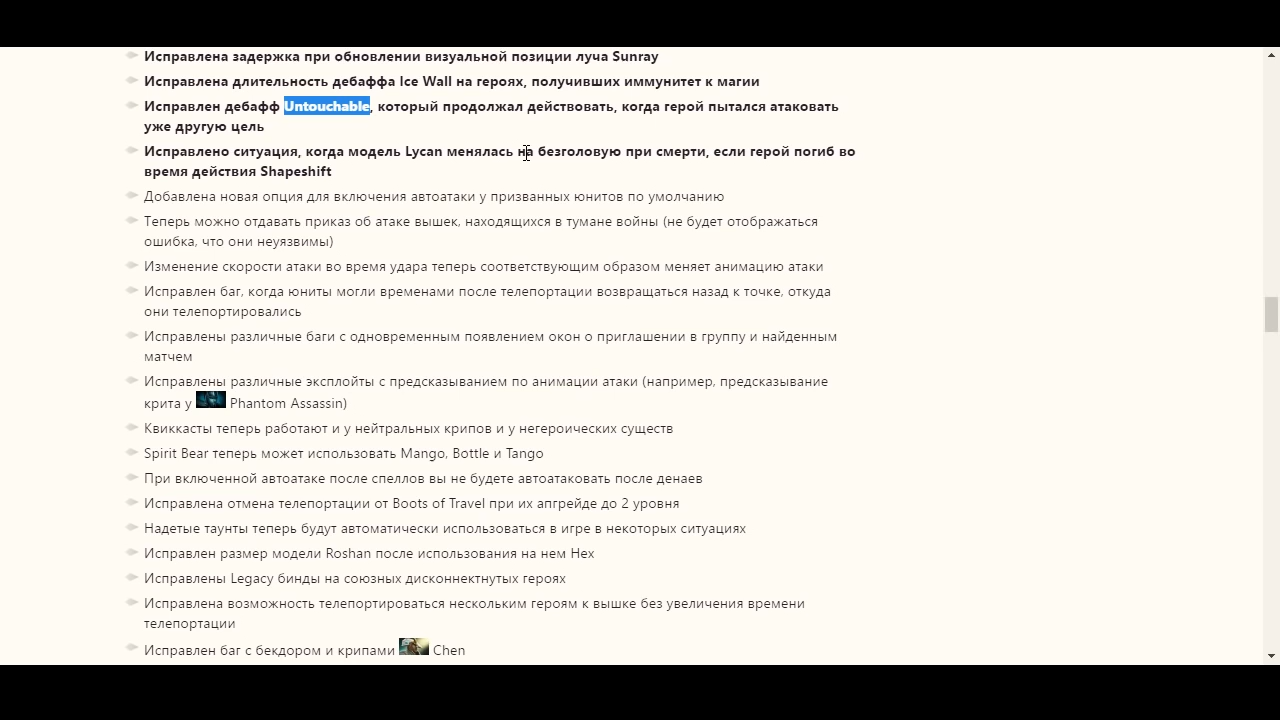 Исправлена задержка при обновлении визуальной позиции луча Sunray
Исправлена длительность дебаффа Ice Wall на героях, получивших иммунитет к магии
Исправлен дебафф Untouchable, который продолжал действовать, когда герой пытался атаковать
уже другую цель
Исправлено ситуация, когда модель Lycan менялась на безголовую при смерти, если герой погиб во
время действия Shapeshift
Добавлена новая опция для включения автоатаки у призванных юнитов по умолчанию
Теперь можно отдавать приказ об атаке вышек, находящихся в тумане войны (не будет отображаться
ошибка, что они неуязвимы)
Изменение скорости атаки во время удара теперь соответствующим образом меняет анимацию атаки
Исправлен баг, когда юниты могли временами после телепортации возвращаться назад к точке, откуда
они телепортировались
Исправлены различные баги с одновременным появлением окон о приглашении в группу и найденным
матчем
Исправлены различные эксплойты с предсказыванием по анимации атаки (например, предсказывание
крита у Phantom Assassin)
Квиккасты теперь работают и у нейтральных крипов и у негероических существ
Spirit Bear теперь может использовать Mango, Bottle и Tango
При включенной автоатаке после спеллов вы не будете автоатаковать после денаев
Исправлена отмена телепортации от Boots of Travel при их апгрейде до 2 уровня
Надетые таунты теперь будут автоматически использоваться в игре в некоторых ситуациях
Исправлен размер модели Roshan после использования на нем Hex
Исправлены Legacy бинды на союзных дисконнектнутых героях
Исправлена возможность телепортироваться нескольким героям к вышке без увеличения времени
телепортации
Исправлен баг с бекдором и крипами Chen